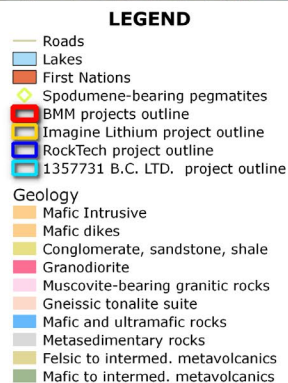 LEGEND
Roads
Lakes
First Nations
Spodumene-bearing pegmatites
BMM projects outline
Imagine Lithium project outline
RockTech project outline
1357731 B.C. LTD. project outline
Geology
Mafic Intrusive
Mafic dikes
Conglomerate, sandstone, shale
Granodiorite
Muscovite-bearing granitic rocks
Gneissic tonalite suite
Mafic and ultramafic rocks
Metasedimentary rocks
Felsic to intermed. metavolcanics
Mafic to intermed. metavolcanics